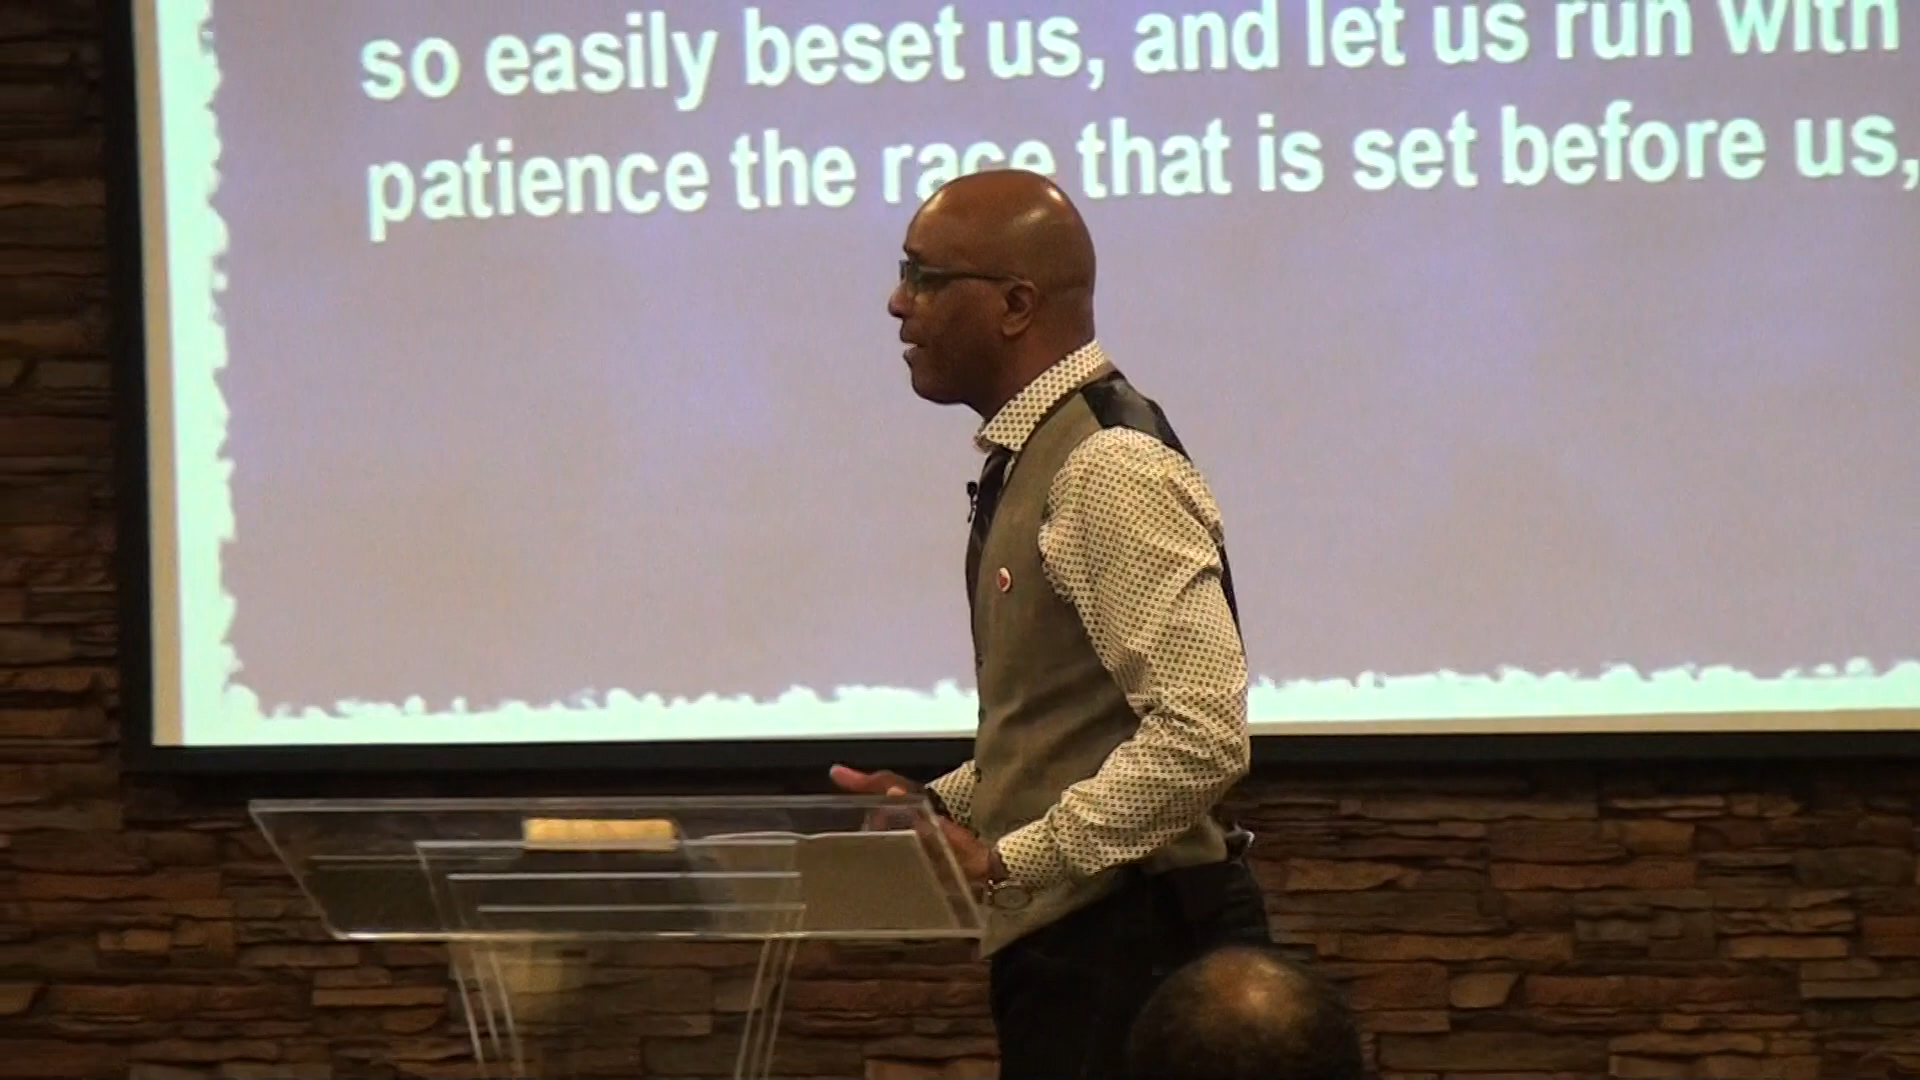 so easily beset us, and let us run with
patience the race that is set before us,